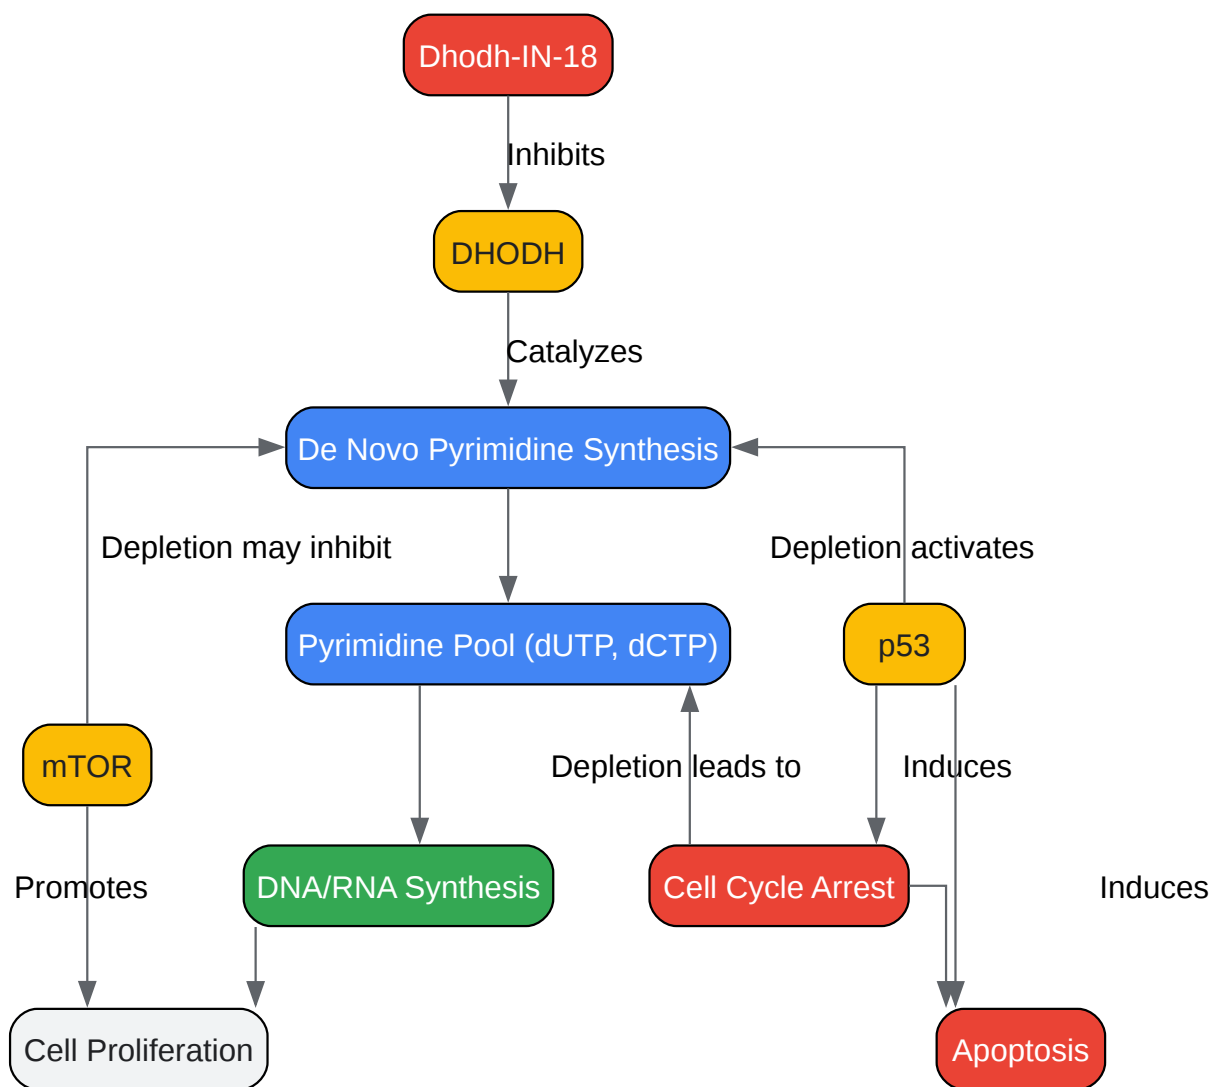 Dhodh-IN-18
Inhibits
DHODH
Catalyzes
De Novo Pyrimidine Synthesis
Depletion may inhibit
Depletion activates
Pyrimidine Pool (dUTP, dCTP)
p53
mTOR
Depletion leads to
Induces
Promotes
DNA/RNA Synthesis
Cell Cycle Arrest
Induces
Cell Proliferation
Apoptosis